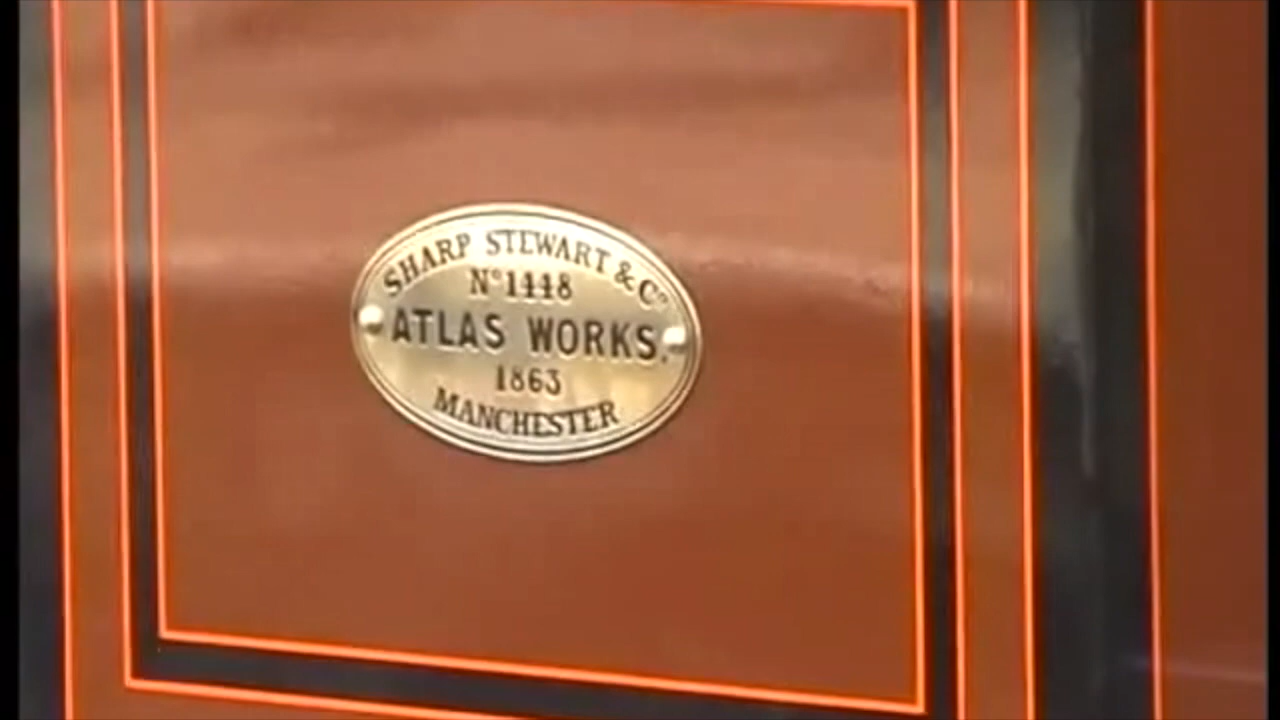 SHARP STEWART & Cº
Nº 1448
ATLAS WORKS.
1863
MANCHESTER